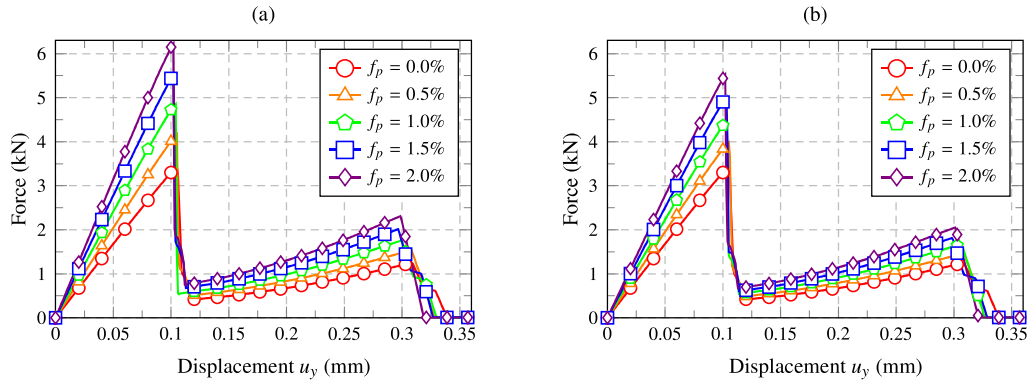 (a)
6
5
4
3
2
1
0
Force (kN)
0
0.05
0.1
0.15
0.2
0.25
0.3
0.35
Displacement u_y (mm)
f_p = 0.0%
f_p = 0.5%
f_p = 1.0%
f_p = 1.5%
f_p = 2.0%
(b)
6
5
4
3
2
1
0
Force (kN)
0
0.05
0.1
0.15
0.2
0.25
0.3
0.35
Displacement u_y (mm)
f_p = 0.0%
f_p = 0.5%
f_p = 1.0%
f_p = 1.5%
f_p = 2.0%